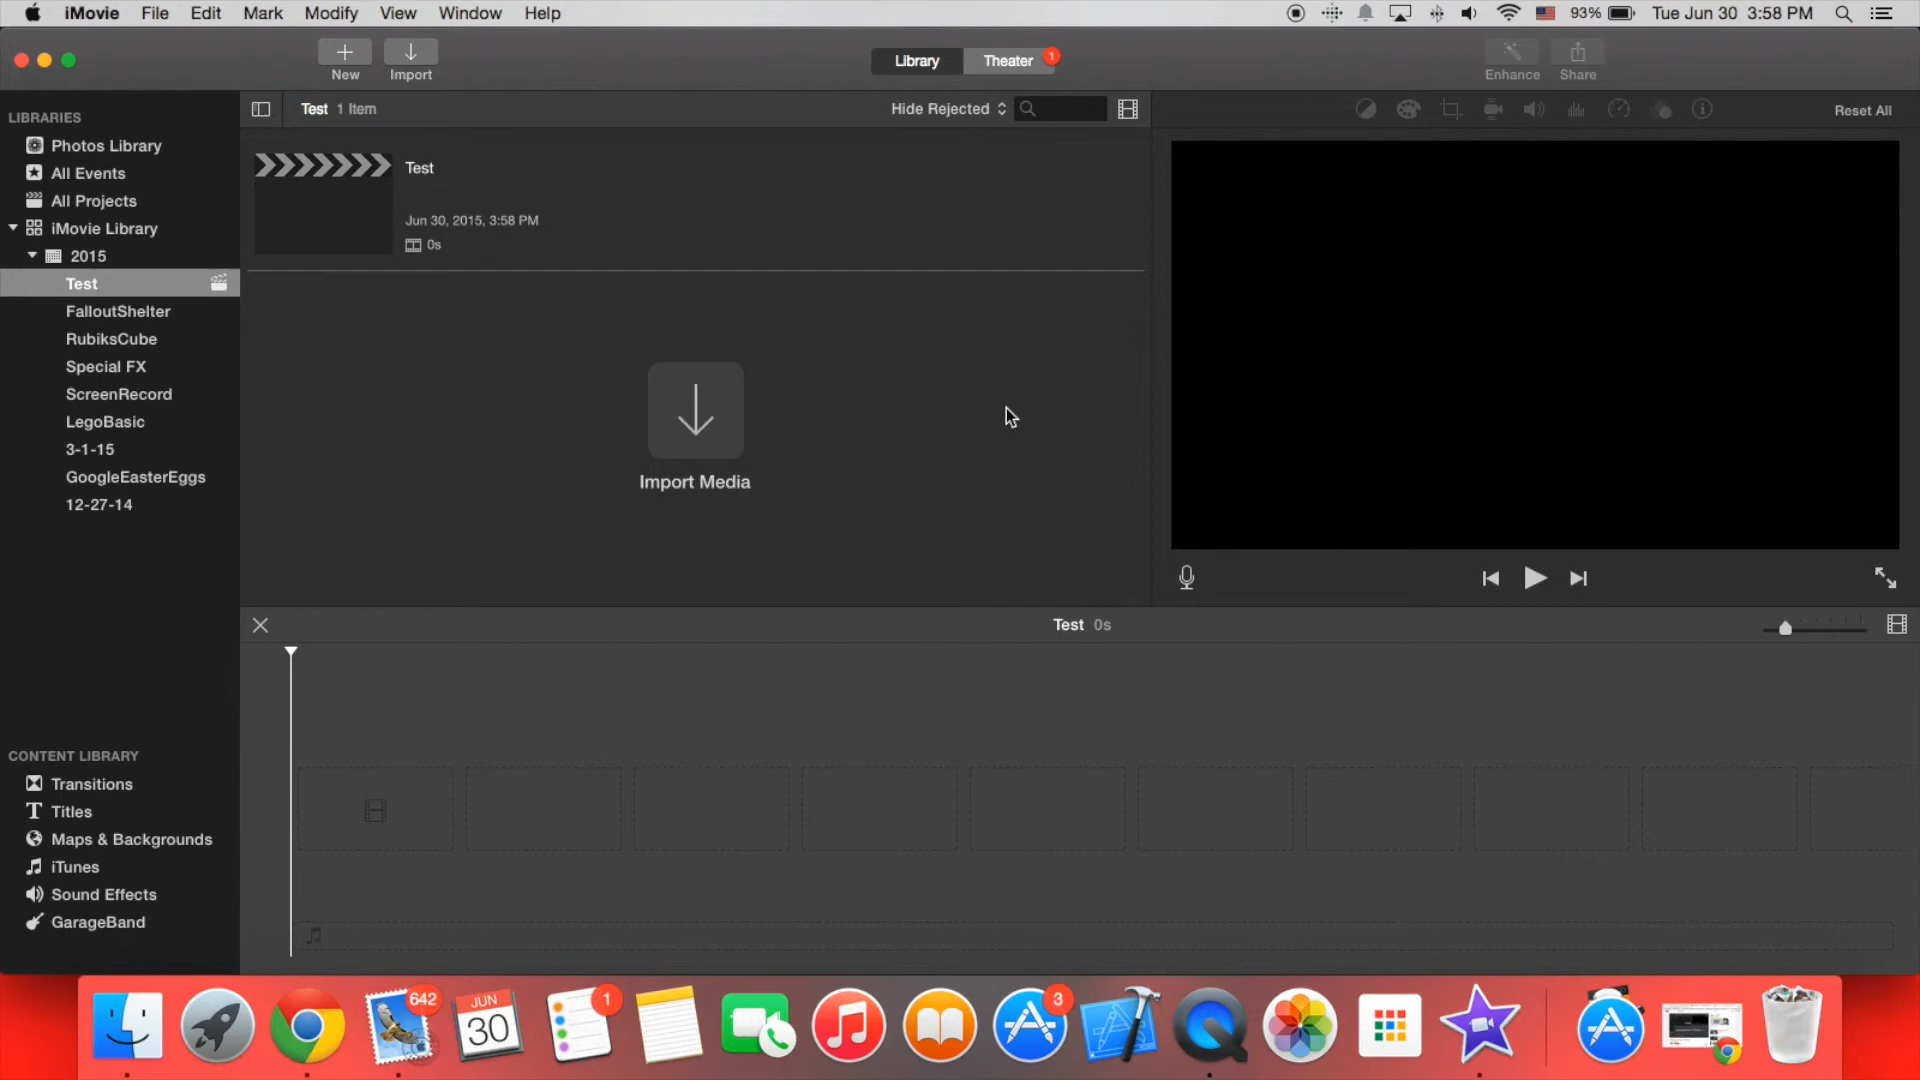 iMovie File Edit Mark Modify View Window Help 93% Tue Jun 30 3:58 PM
New Import Library Theater 1 Enhance Share
LIBRARIES
Photos Library
All Events
All Projects
iMovie Library
2015
Test
FalloutShelter
RubiksCube
Special FX
ScreenRecord
LegoBasic
3-1-15
GoogleEasterEggs
12-27-14
Test 1 Item Hide Rejected Reset All
Test
Jun 30, 2015, 3:58 PM
0s
Import Media
Test 0s
CONTENT LIBRARY
Transitions
Titles
Maps & Backgrounds
iTunes
Sound Effects
GarageBand
642 JUN 30 1 3